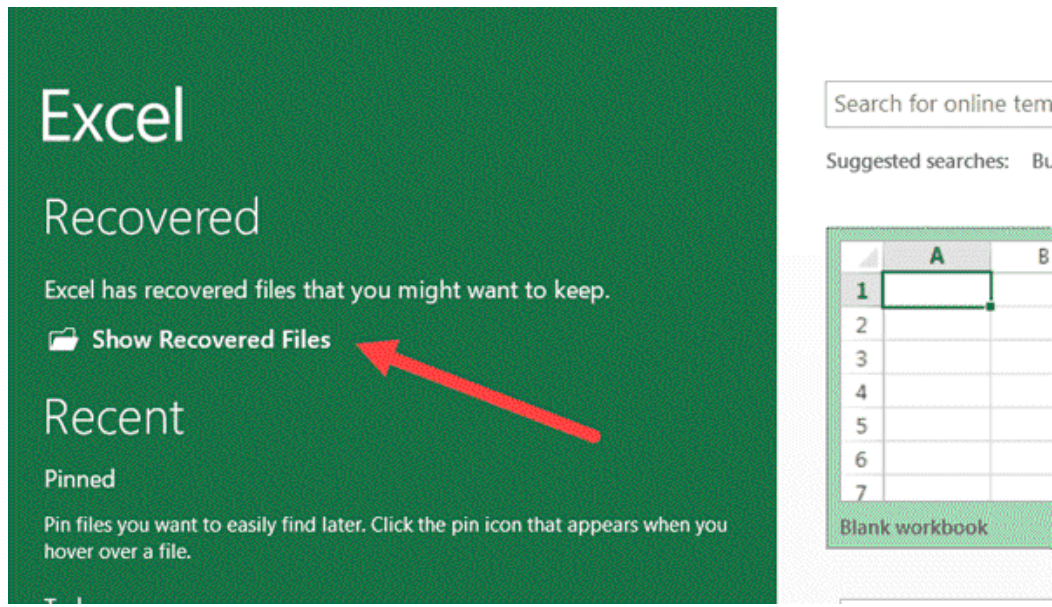 Excel
Recovered
Excel has recovered files that you might want to keep.
Show Recovered Files
Recent
Pinned
Pin files you want to easily find later. Click the pin icon that appears when you
hover over a file.
Search for online
Suggested searches:
A B
1
2
3
4
5
6
7
Blank workbook